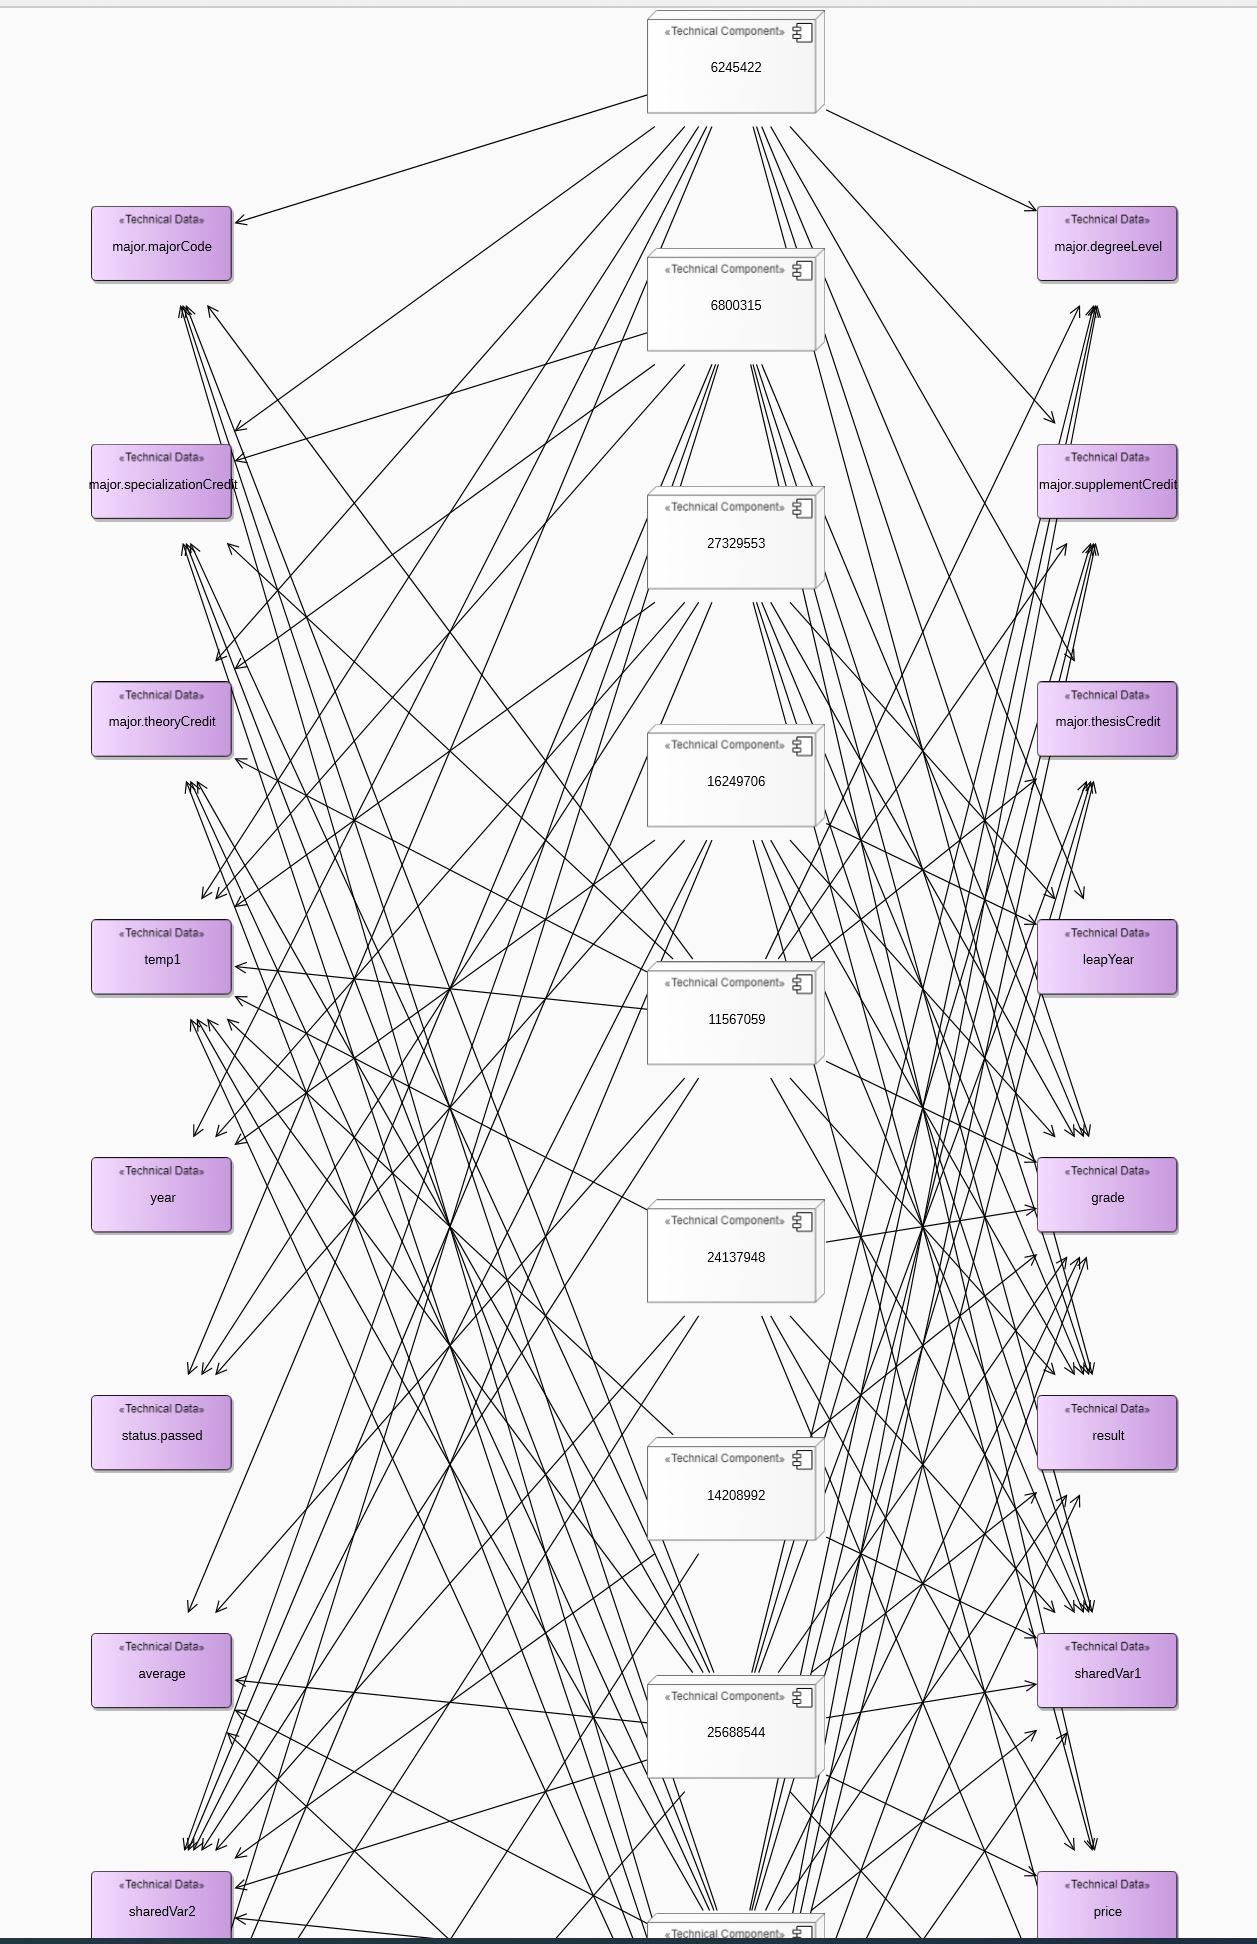 «Technical Component»
6245422
«Technical Data»
major.majorCode
«Technical Data»
major.degreeLevel
«Technical Component»
6800315
«Technical Data»
major.specializationCredit
«Technical Data»
major.supplementCredit
«Technical Component»
27329553
«Technical Data»
major.theoryCredit
«Technical Data»
major.thesisCredit
«Technical Component»
16249706
«Technical Data»
temp1
«Technical Data»
leapYear
«Technical Component»
11567059
«Technical Data»
year
«Technical Data»
grade
«Technical Component»
24137948
«Technical Data»
status.passed
«Technical Data»
result
«Technical Component»
14208992
«Technical Data»
average
«Technical Data»
sharedVar1
«Technical Component»
25688544
«Technical Data»
sharedVar2
«Technical Data»
price
«Technical Component»